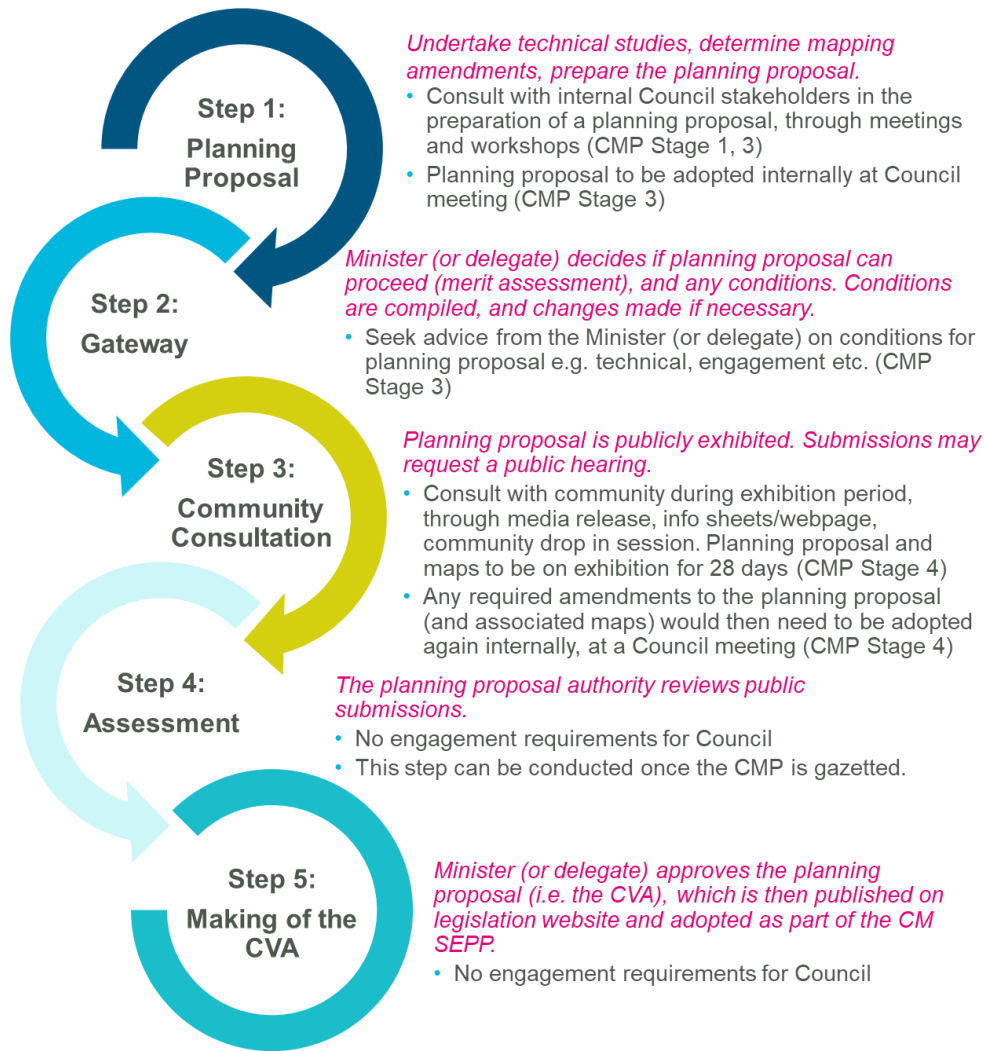 Step 1:
Planning
Proposal
Undertake technical studies, determine mapping
amendments, prepare the planning proposal.
• Consult with internal Council stakeholders in the
preparation of a planning proposal, through meetings
and workshops (CMP Stage 1, 3)
• Planning proposal to be adopted internally at Council
meeting (CMP Stage 3)
Step 2:
Gateway
Minister (or delegate) decides if planning proposal can
proceed (merit assessment), and any conditions. Conditions
are compiled, and changes made if necessary.
• Seek advice from the Minister (or delegate) on conditions for
planning proposal e.g. technical, engagement etc. (CMP
Stage 3)
Step 3:
Community
Consultation
Planning proposal is publicly exhibited. Submissions may
request a public hearing.
• Consult with community during exhibition period,
through media release, info sheets/webpage,
community drop in session. Planning proposal and
maps to be on exhibition for 28 days (CMP Stage 4)
• Any required amendments to the planning proposal
(and associated maps) would then need to be adopted
again internally, at a Council meeting (CMP Stage 4)
Step 4:
Assessment
The planning proposal authority reviews public
submissions.
• No engagement requirements for Council
• This step can be conducted once the CMP is gazetted.
Step 5:
Making of the
CVA
Minister (or delegate) approves the planning
proposal (i.e. the CVA), which is then published on
legislation website and adopted as part of the CM
SEPP.
• No engagement requirements for Council